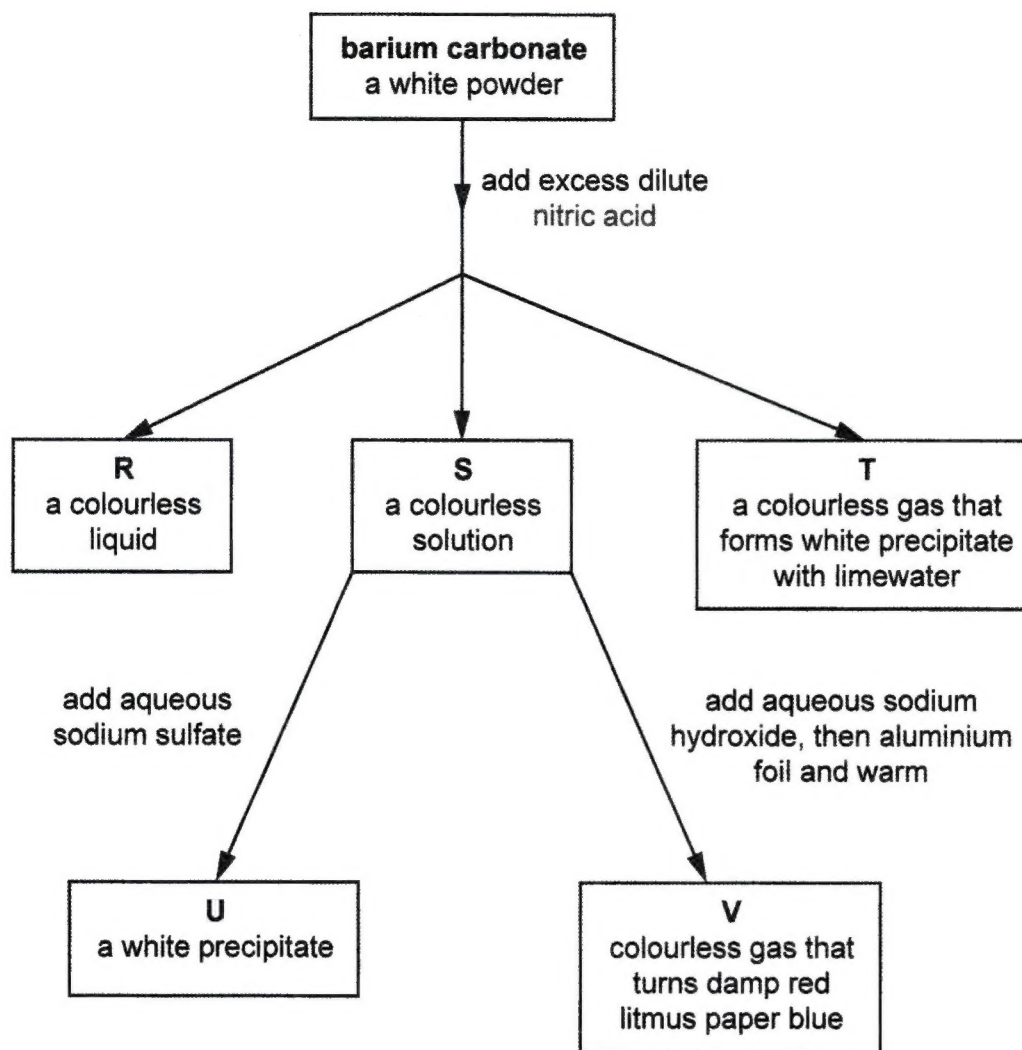 barium carbonate
a white powder
add excess dilute
nitric acid
R
a colourless
liquid
S
a colourless
solution
T
a colourless gas that
forms white precipitate
with limewater
add aqueous
sodium sulfate
add aqueous sodium
hydroxide, then aluminium
foil and warm
U
a white precipitate
V
colourless gas that
turns damp red
litmus paper blue